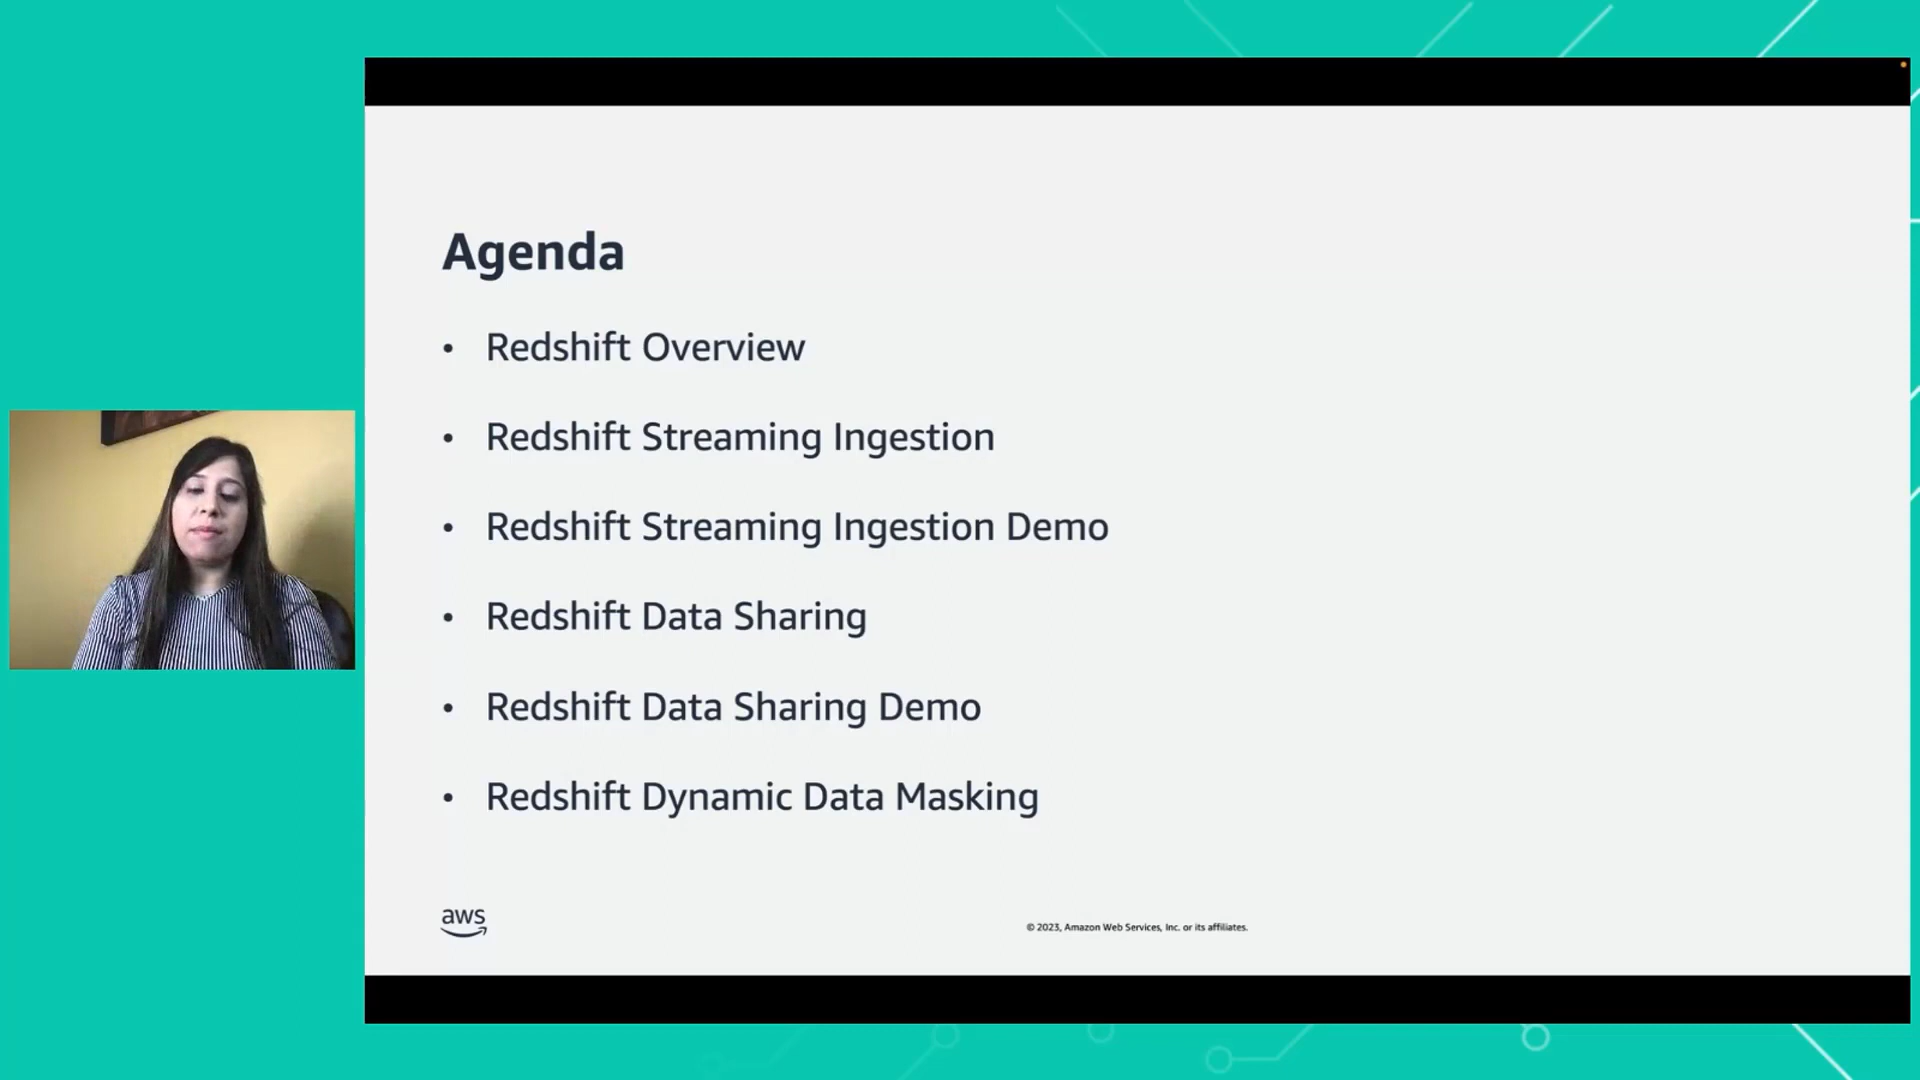 Agenda
• Redshift Overview
• Redshift Streaming Ingestion
• Redshift Streaming Ingestion Demo
• Redshift Data Sharing
• Redshift Data Sharing Demo
• Redshift Dynamic Data Masking
aws
© 2023, Amazon Web Services, Inc. or its affiliates.